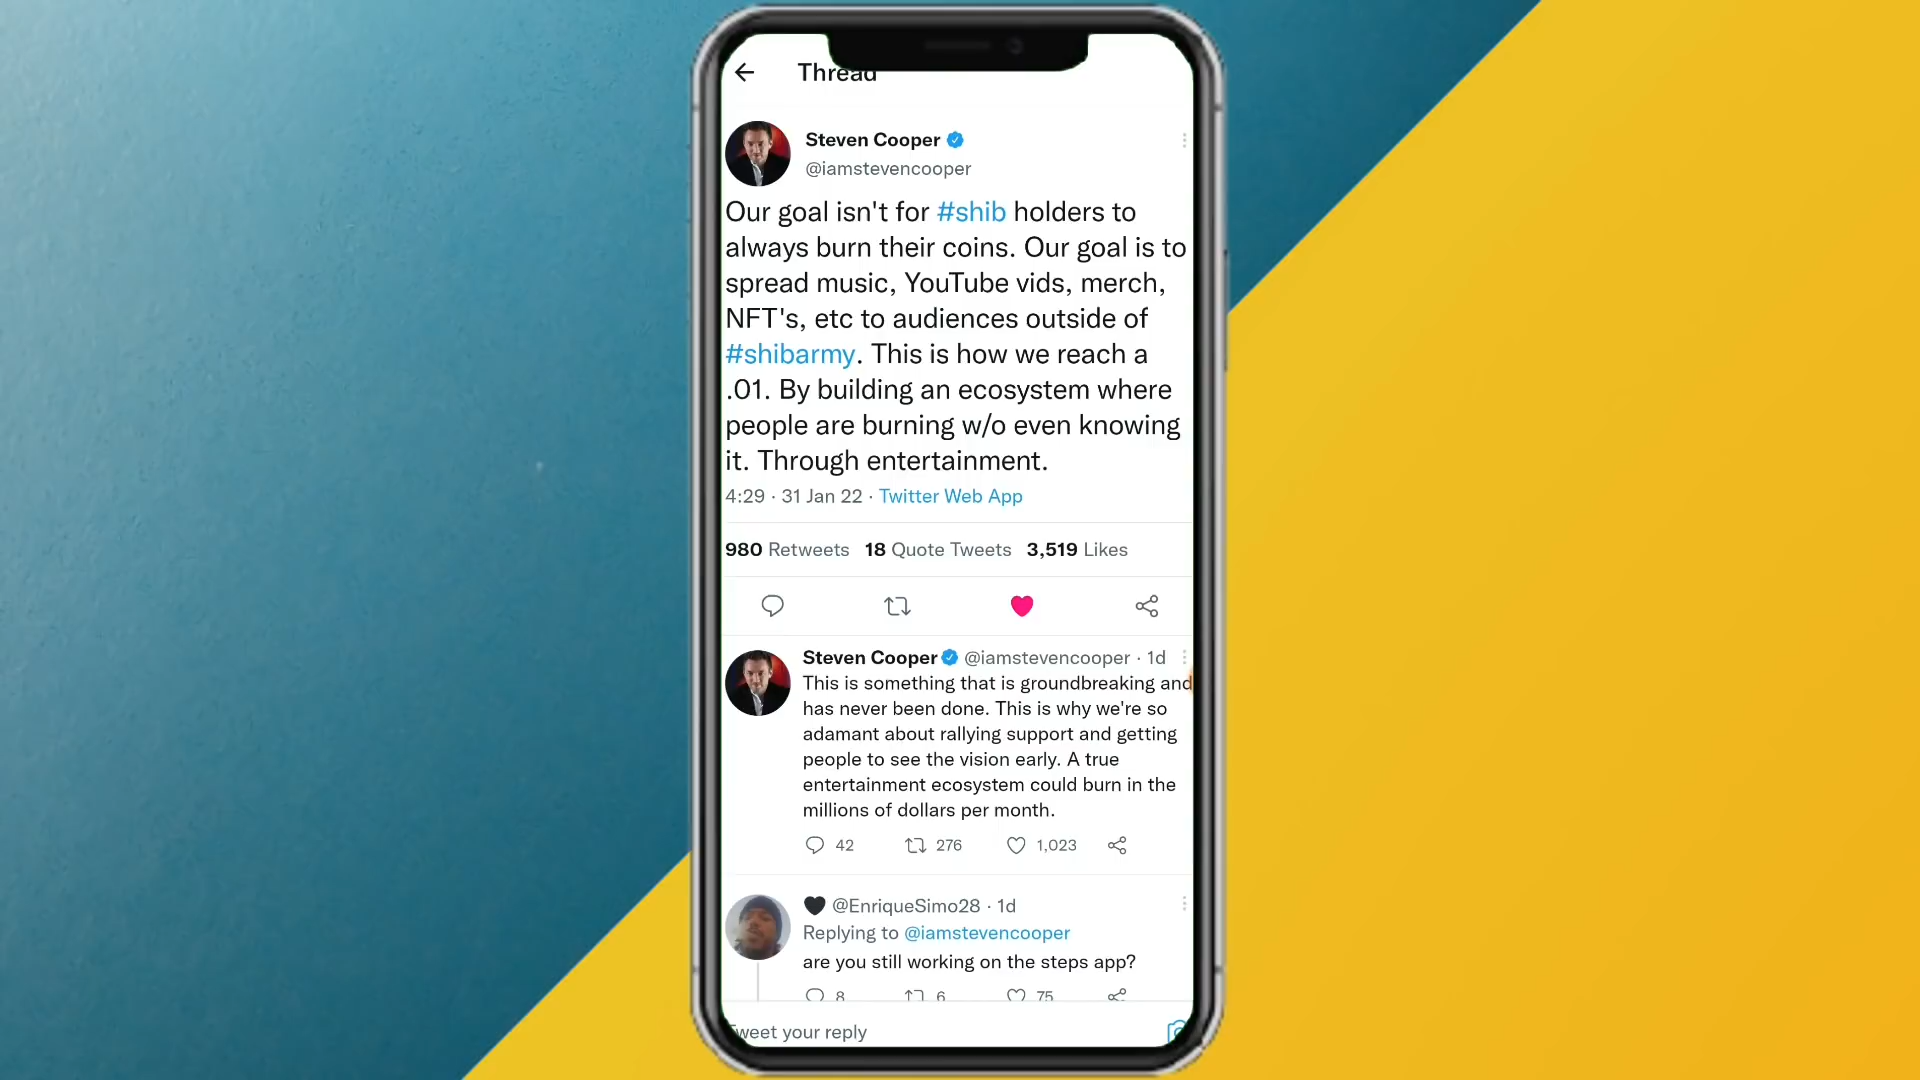 Thread
Steven Cooper
@iamstevencooper
Our goal isn't for #shib holders to
always burn their coins. Our goal is to
spread music, YouTube vids, merch,
NFT's, etc to audiences outside of
#shibarmy. This is how we reach a
.01. By building an ecosystem where
people are burning w/o even knowing
it. Through entertainment.
4:29 · 31 Jan 22 · Twitter Web App
980 Retweets 18 Quote Tweets 3,519 Likes
Steven Cooper @iamstevencooper · 1d
This is something that is groundbreaking and
has never been done. This is why we're so
adamant about rallying support and getting
people to see the vision early. A true
entertainment ecosystem could burn in the
millions of dollars per month.
42 276 1,023
@EnriqueSimo28 · 1d
Replying to @iamstevencooper
are you still working on the steps app?
8 6 75
Tweet your reply